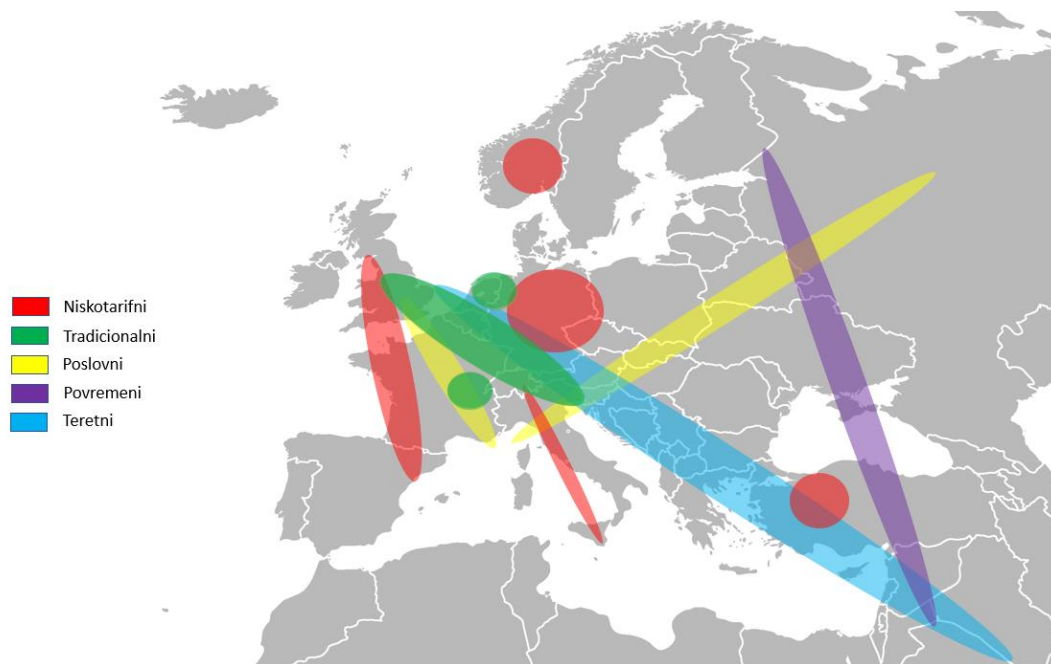 Niskotarifni
Tradicionalni
Poslovni
Povremeni
Teretni